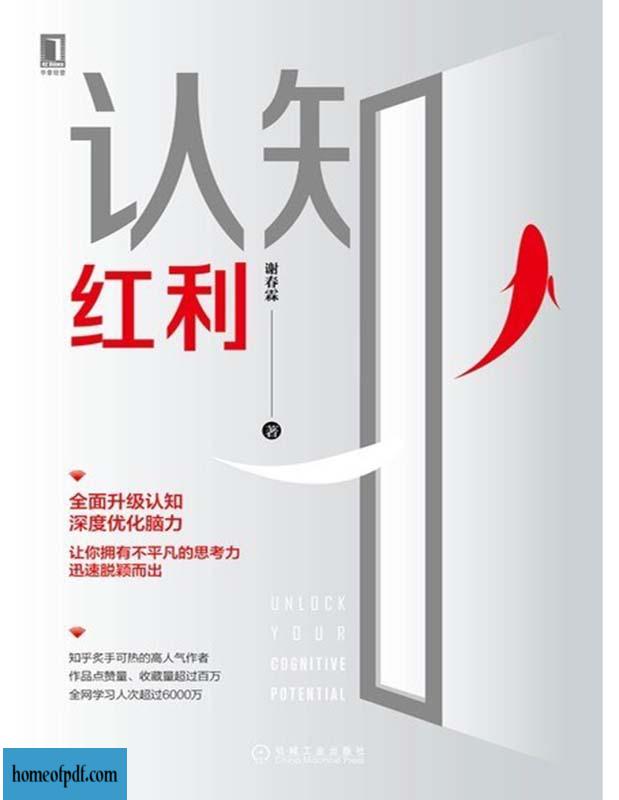 华章经管
认知
红利
谢春霖
著
全面升级认知
深度优化脑力
让你拥有不平凡的思考力
迅速脱颖而出
UNLOCK
YOUR
COGNITIVE
POTENTIAL
知乎炙手可热的高人气作者
作品点赞量、收藏量超过百万
全网学习人次超过6000万
机械工业出版社
China Machine Press
homeofpdf.com